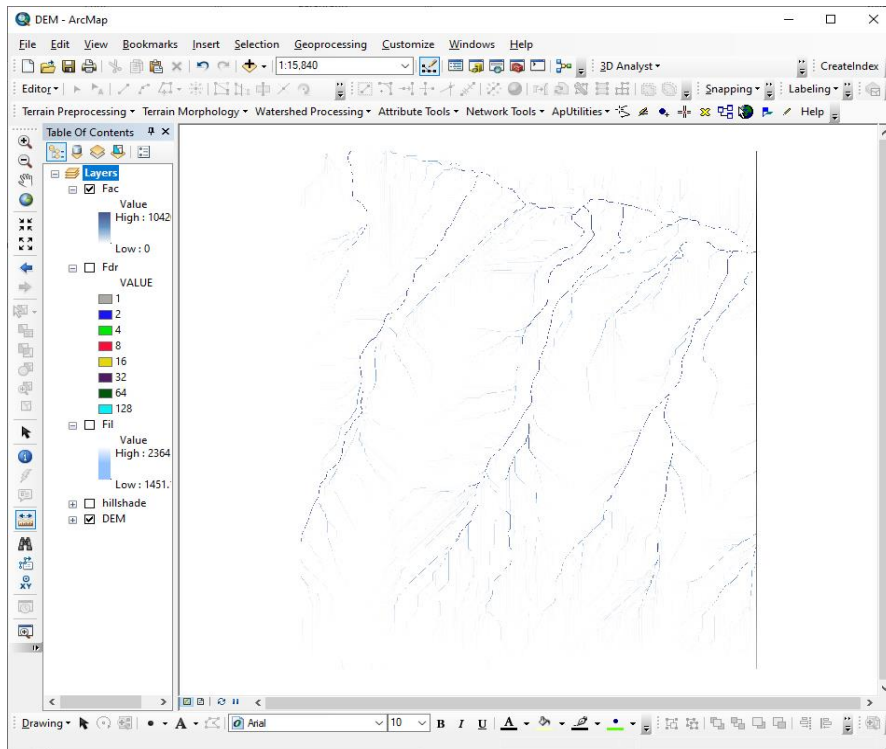 DEM - ArcMap
File Edit View Bookmarks Insert Selection Geoprocessing Customize Windows Help
1:15,840 3D Analyst CreateIndex
Editor Snapping Labeling
Terrain Preprocessing Terrain Morphology Watershed Processing Attribute Tools Network Tools ApUtilities Help
Table Of Contents
Layers
Fac
Value
High : 1042
Low : 0
Fdr
VALUE
1
2
4
8
16
32
64
128
Fil
Value
High : 2364
Low : 1451.
hillshade
DEM
XY
Drawing A Arial 10 B I U A A